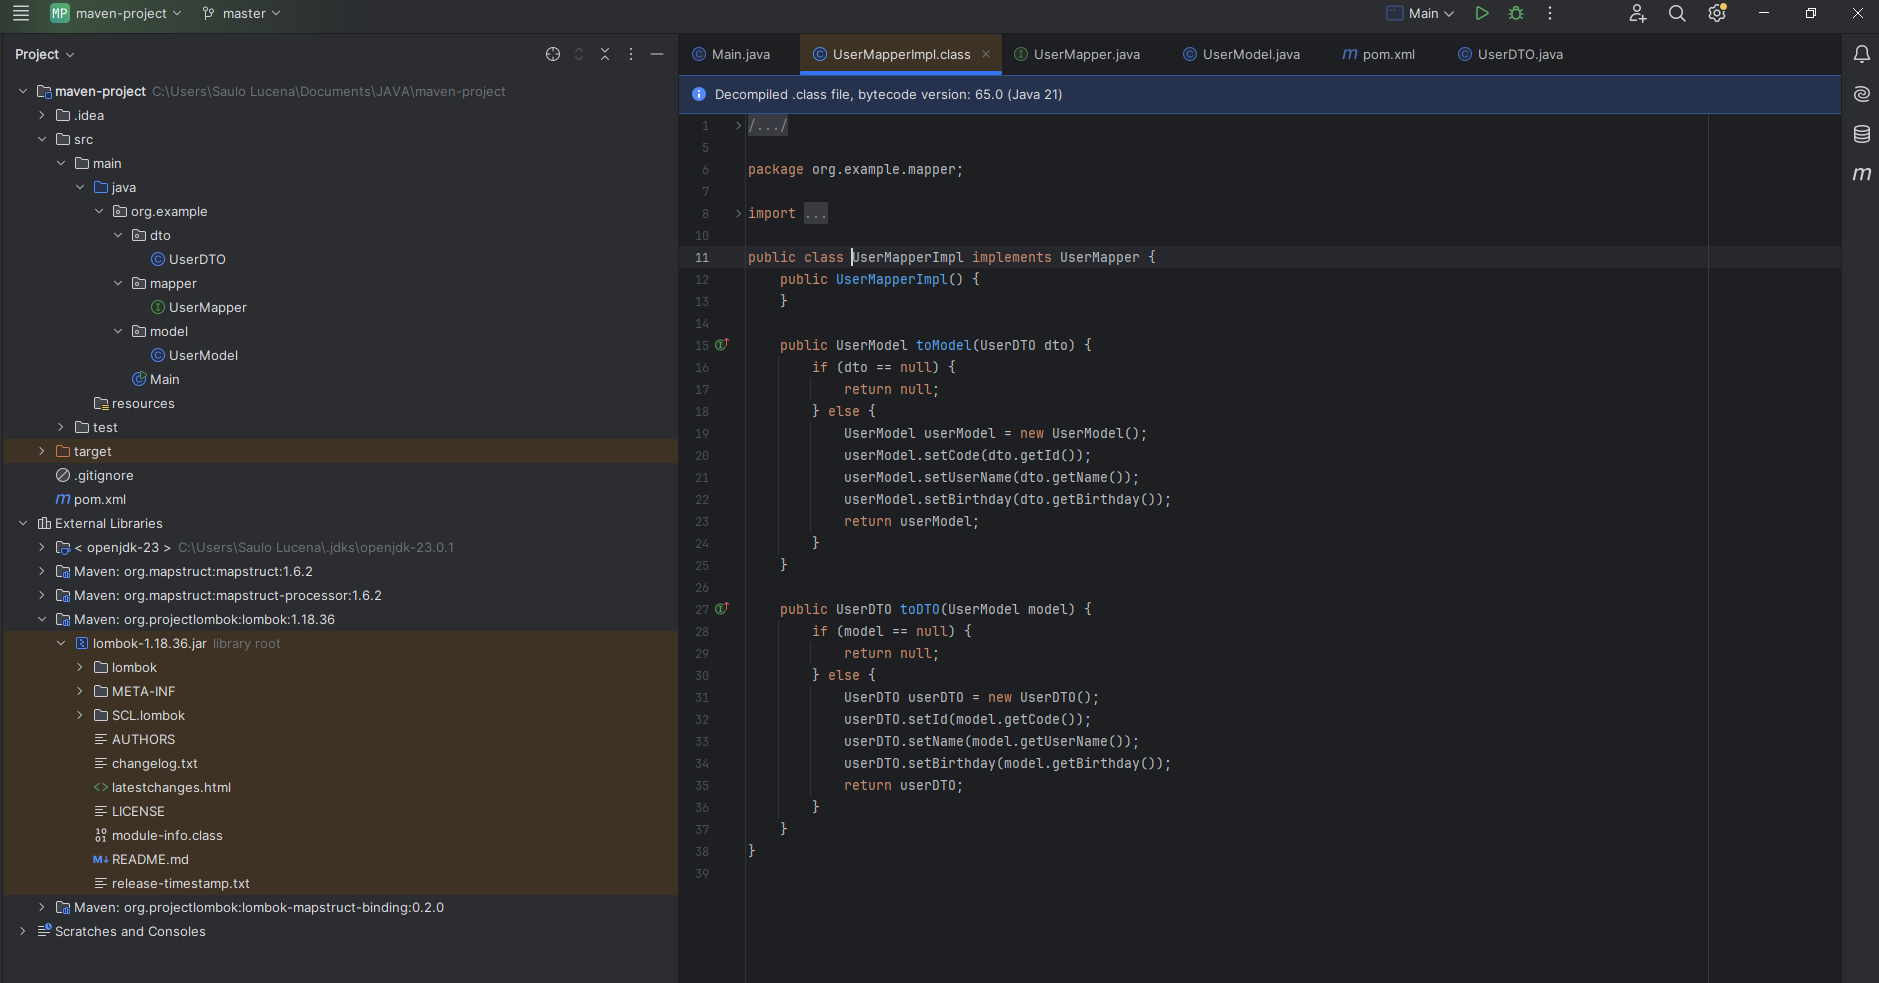 MP maven-project master Main
Project
Main.java UserMapperImpl.class UserMapper.java UserModel.java pom.xml UserDTO.java
Decompiled .class file, bytecode version: 65.0 (Java 21)
maven-project C:\Users\Saulo Lucena\Documents\JAVA\maven-project
.idea
src
main
java
org.example
dto
UserDTO
mapper
UserMapper
model
UserModel
Main
resources
test
target
.gitignore
pom.xml
External Libraries
< openjdk-23 > C:\Users\Saulo Lucena\.jdks\openjdk-23.0.1
Maven: org.mapstruct:mapstruct:1.6.2
Maven: org.mapstruct:mapstruct-processor:1.6.2
Maven: org.projectlombok:lombok:1.18.36
lombok-1.18.36.jar library root
lombok
META-INF
SCL.lombok
AUTHORS
changelog.txt
latestchanges.html
LICENSE
module-info.class
README.md
release-timestamp.txt
Maven: org.projectlombok:lombok-mapstruct-binding:0.2.0
Scratches and Consoles
1 /.../
5
6 package org.example.mapper;
7
8 import ...
10
11 public class UserMapperImpl implements UserMapper {
12 public UserMapperImpl() {
13 }
14
15 public UserModel toModel(UserDTO dto) {
16 if (dto == null) {
17 return null;
18 } else {
19 UserModel userModel = new UserModel();
20 userModel.setCode(dto.getId());
21 userModel.setUserName(dto.getName());
22 userModel.setBirthday(dto.getBirthday());
23 return userModel;
24 }
25 }
26
27 public UserDTO toDTO(UserModel model) {
28 if (model == null) {
29 return null;
30 } else {
31 UserDTO userDTO = new UserDTO();
32 userDTO.setId(model.getCode());
33 userDTO.setName(model.getUserName());
34 userDTO.setBirthday(model.getBirthday());
35 return userDTO;
36 }
37 }
38 }
39